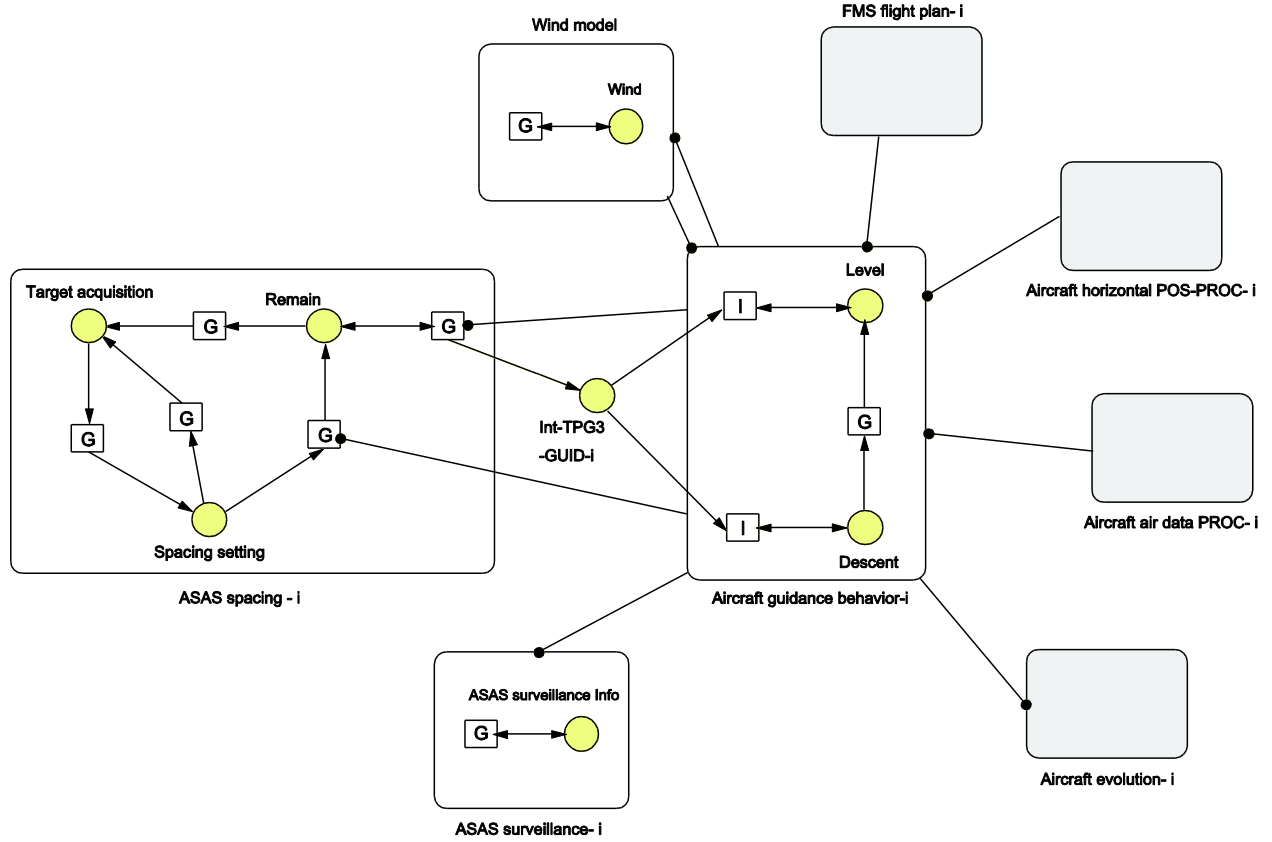 FMS flight plan- i
Wind model
Wind
G
Aircraft horizontal POS-PROC- i
Level
Target acquisition
Remain
G
G
I
Int-TPG3
-GUID-i
G
G
G
G
I
Spacing setting
Descent
ASAS spacing - i
Aircraft guidance behavior-i
Aircraft air data PROC- i
ASAS surveillance Info
G
ASAS surveillance- i
Aircraft evolution- i